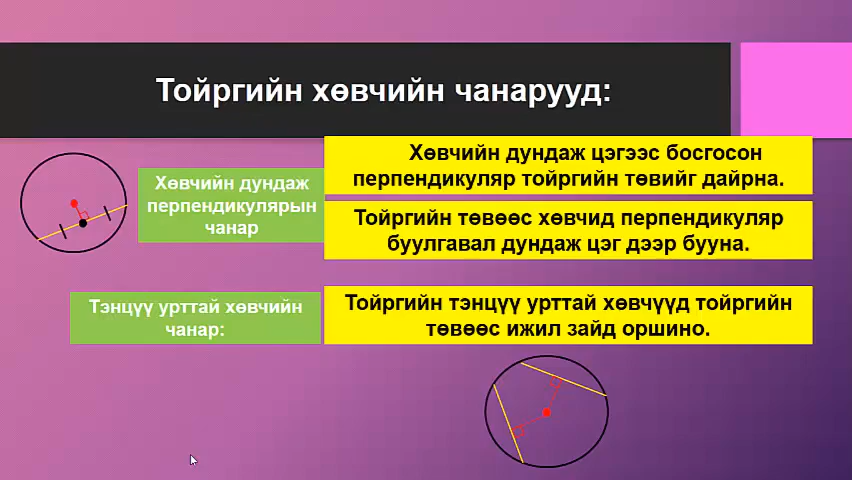 Тойргийн хөвчийн чанарууд:
Хөвчийн дундаж
перпендикулярын
чанар
Хөвчийн дундаж цэгээс босгосон
перпендикуляр тойргийн төвийг дайрна.
Тойргийн төвөөс хөвчид перпендикуляр
буулгавал дундаж цэг дээр бууна.
Тэнцүү урттай хөвчийн
чанар:
Тойргийн тэнцүү урттай хөвчүүд тойргийн
төвөөс ижил зайд оршино.